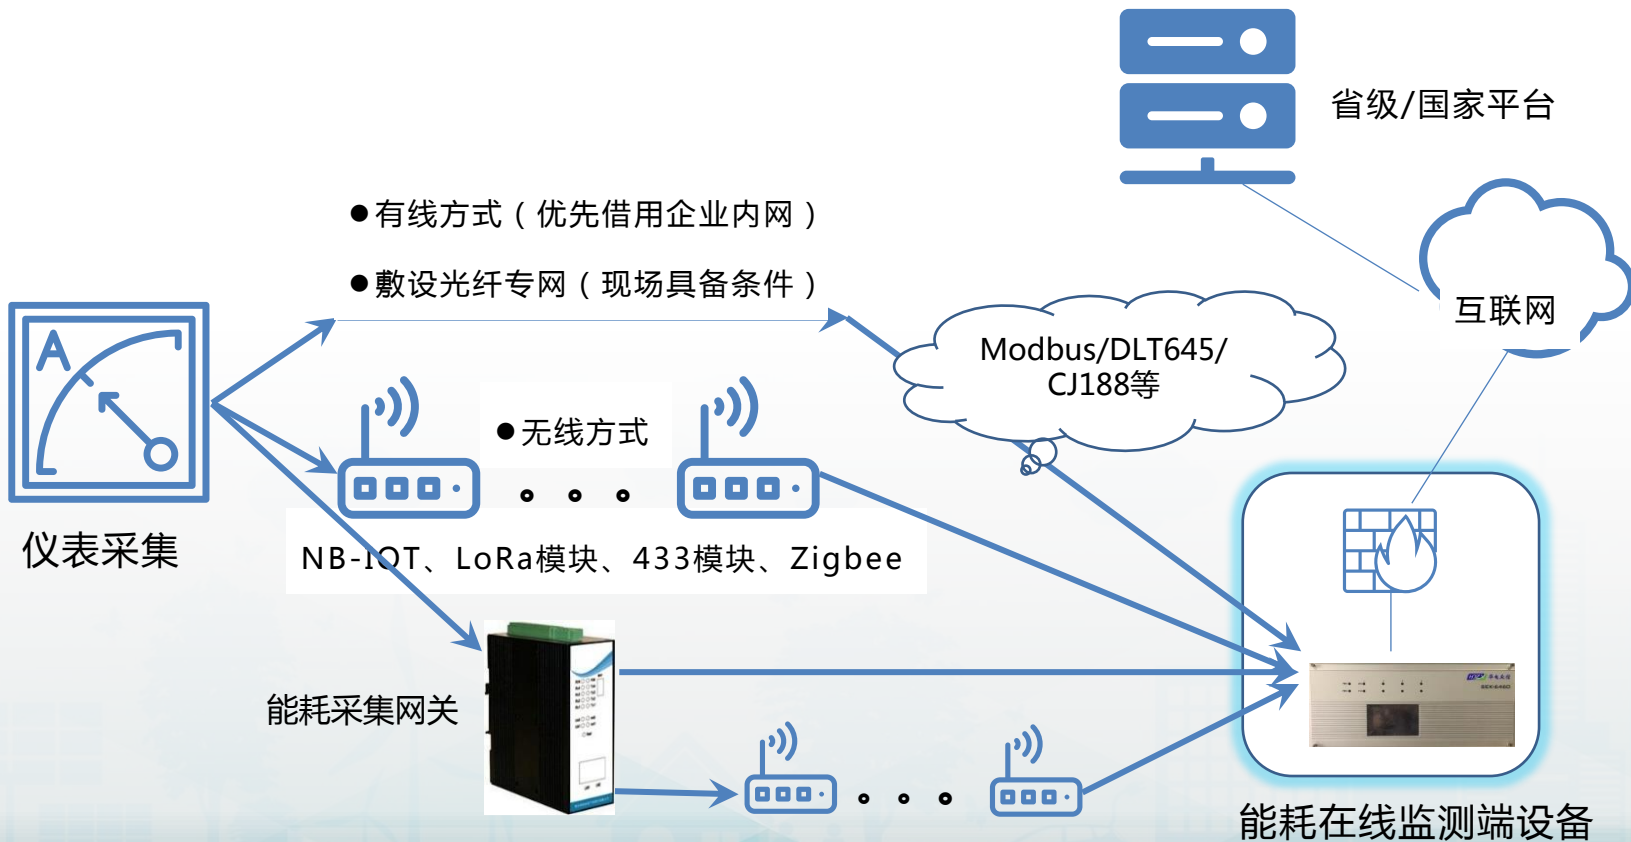 省级/国家平台
●有线方式（优先借用企业内网）
●敷设光纤专网（现场具备条件）
互联网
A
Modbus/DLT645/
CJ188等
●无线方式
仪表采集
NB-IOT、LoRa模块、433模块、Zigbee
能耗采集网关
能耗在线监测端设备